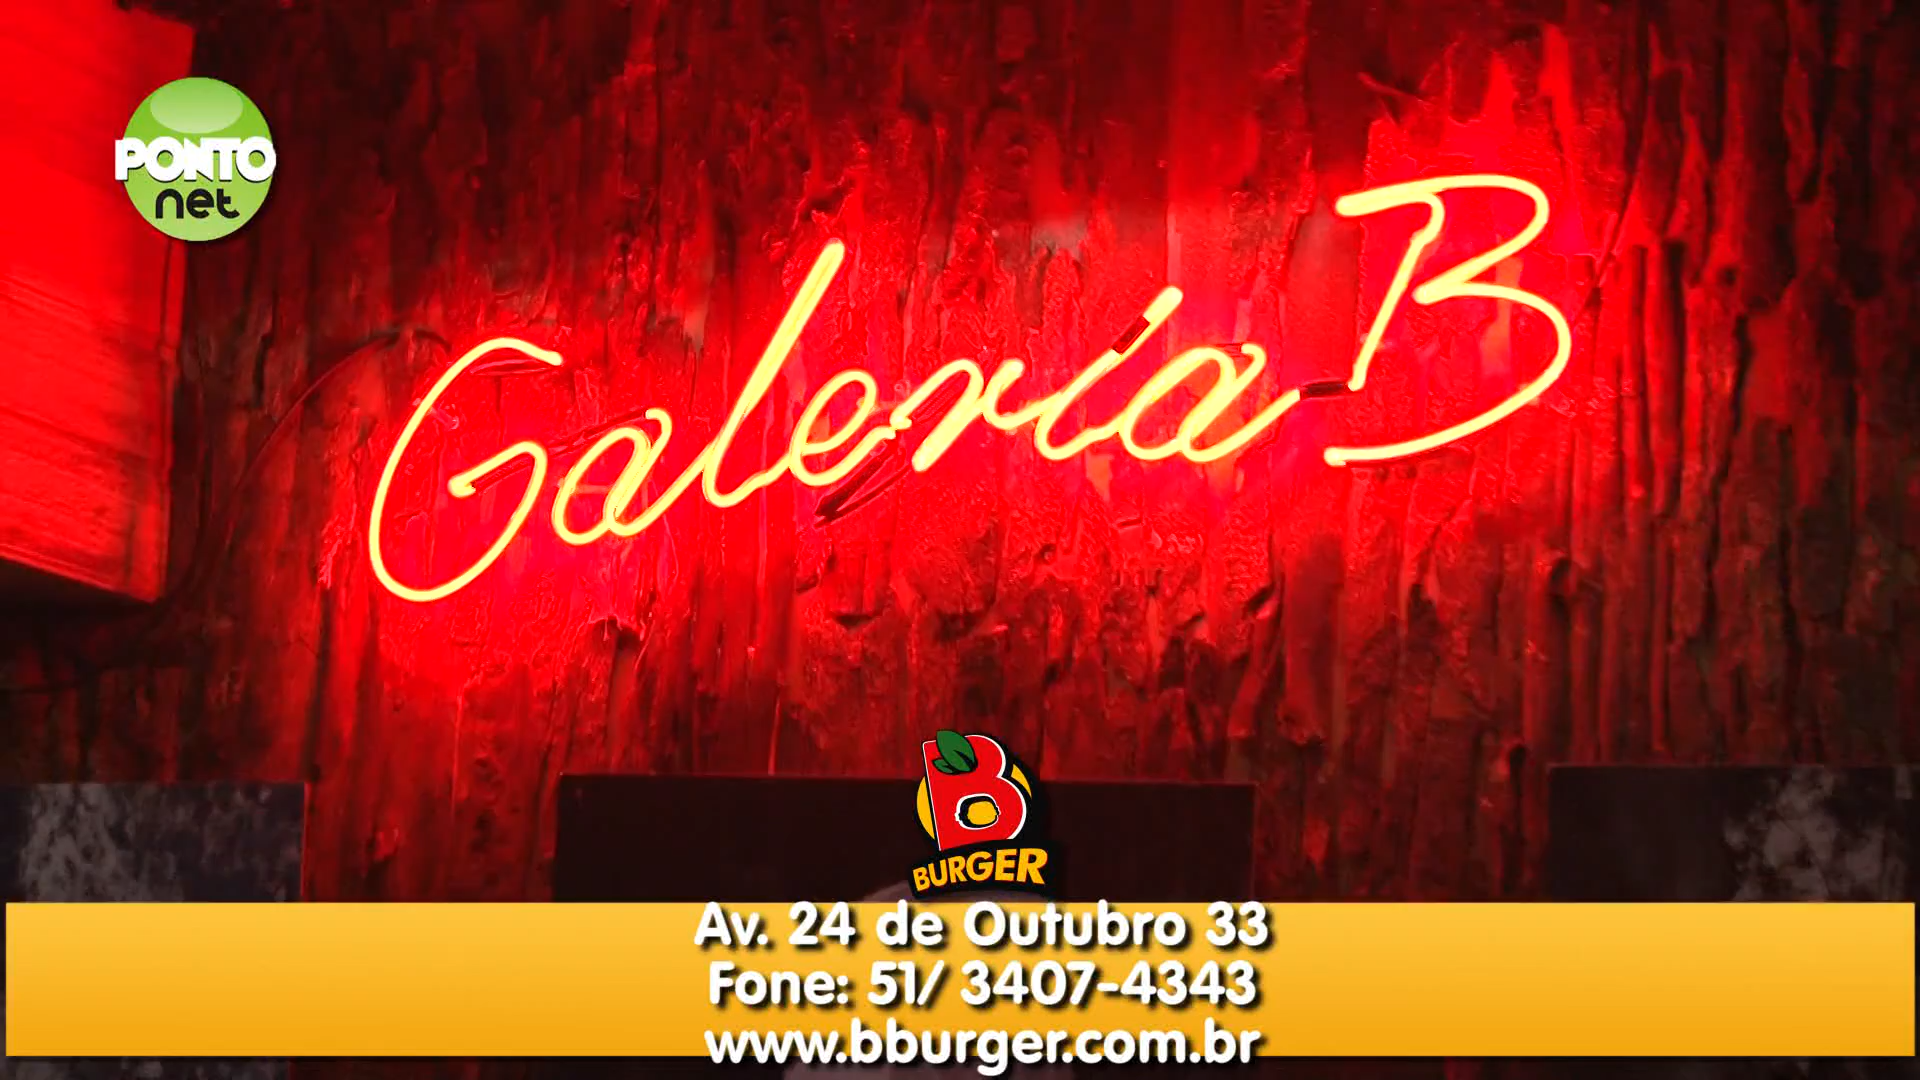 PONTO
net
Galeria B
B
BURGER
Av. 24 de Outubro 33
Fone: 51/ 3407-4343
www.bburger.com.br